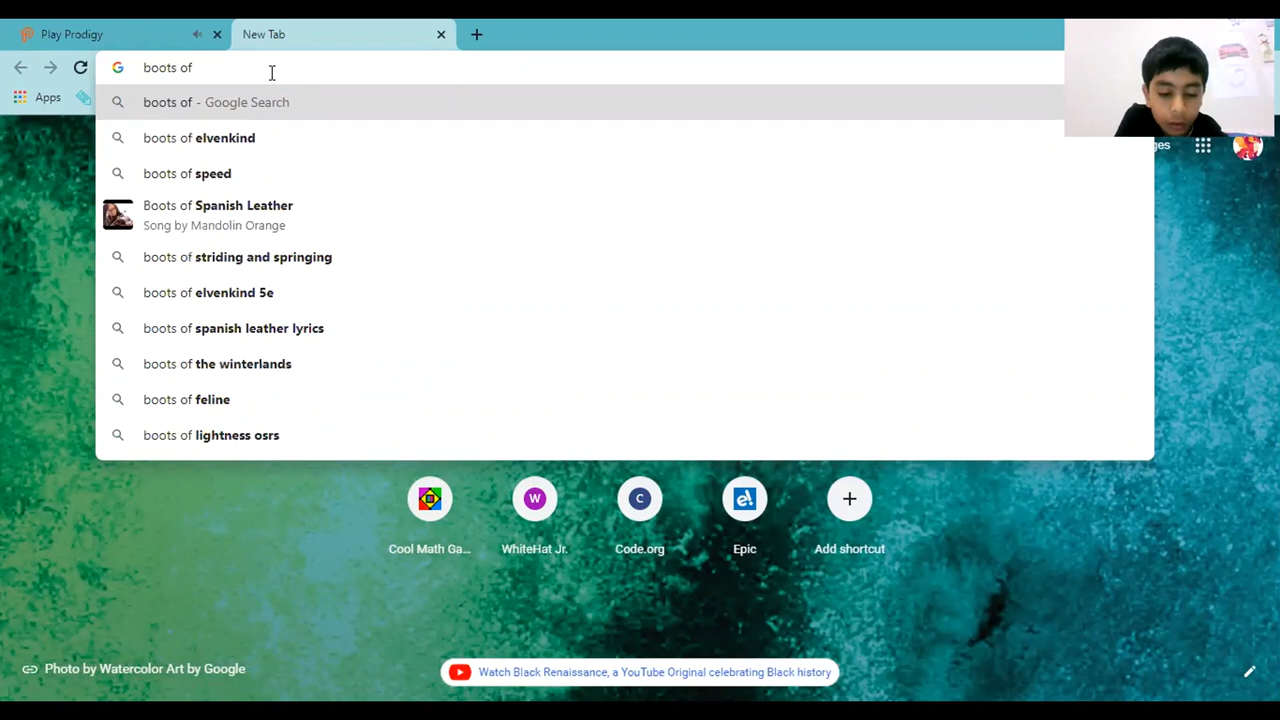 Play Prodigy
New Tab
boots of
Apps
boots of - Google Search
boots of elvenkind
boots of speed
Boots of Spanish Leather
Song by Mandolin Orange
boots of striding and springing
boots of elvenkind 5e
boots of spanish leather lyrics
boots of the winterlands
boots of feline
boots of lightness osrs
ges
W
C
e!
Cool Math Ga...
WhiteHat Jr.
Code.org
Epic
Add shortcut
Photo by Watercolor Art by Google
Watch Black Renaissance, a YouTube Original celebrating Black history